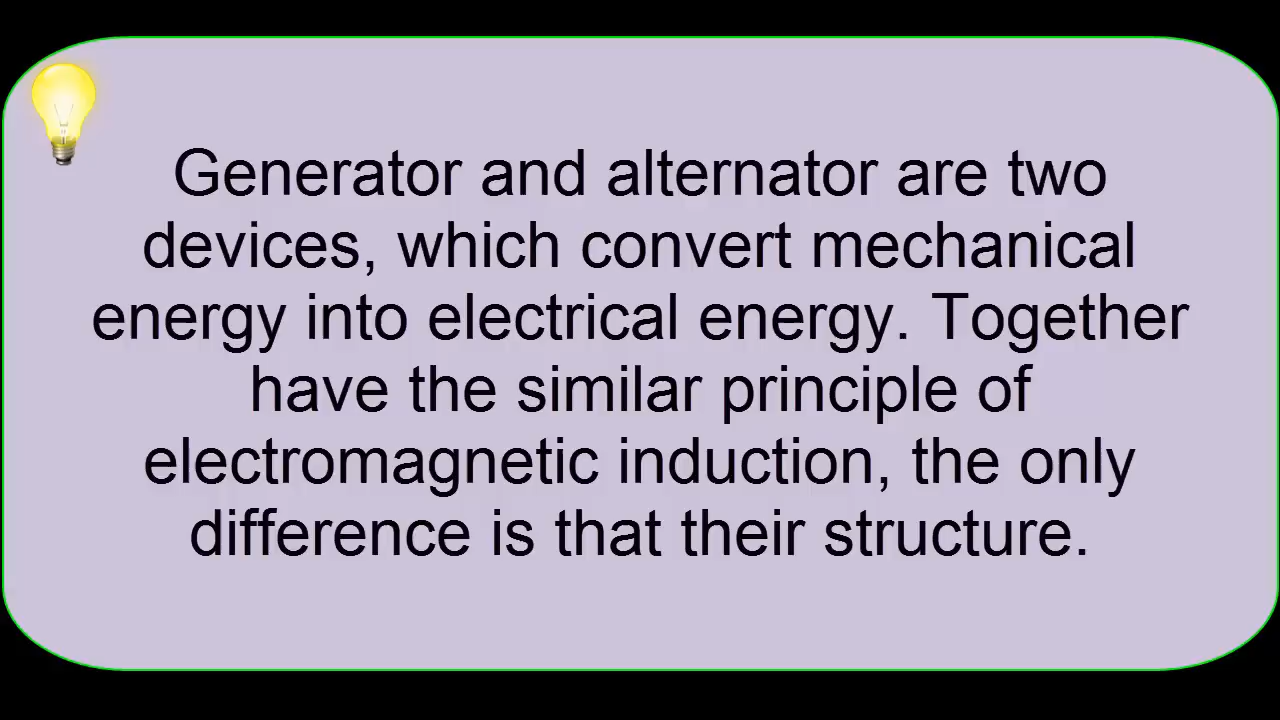 Generator and alternator are two
devices, which convert mechanical
energy into electrical energy. Together
have the similar principle of
electromagnetic induction, the only
difference is that their structure.